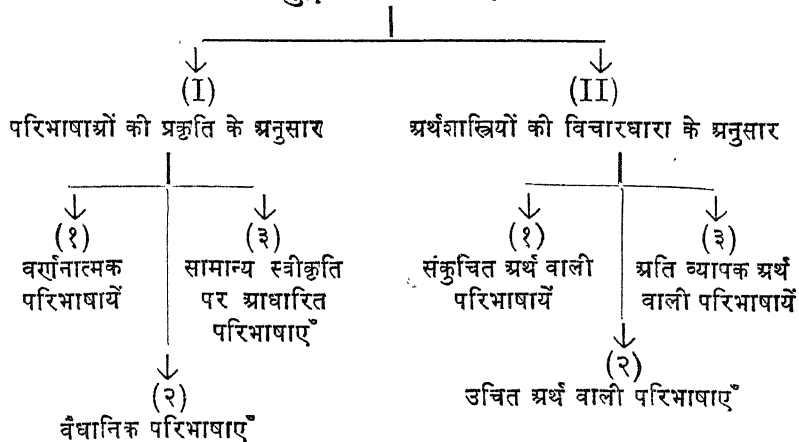 (I)
परिभाषाओं की प्रकृति के अनुसार
(१)
वर्णनात्मक
परिभाषायें
(३)
सामान्य स्वीकृति
पर आधारित
परिभाषाएँ
(२)
वैधानिक परिभाषाएँ
(II)
अर्थशास्त्रियों की विचारधारा के अनुसार
(१)
संकुचित अर्थ वाली
परिभाषायें
(३)
अति व्यापक अर्थ
वाली परिभाषायें
(२)
उचित अर्थ वाली परिभाषाएँ